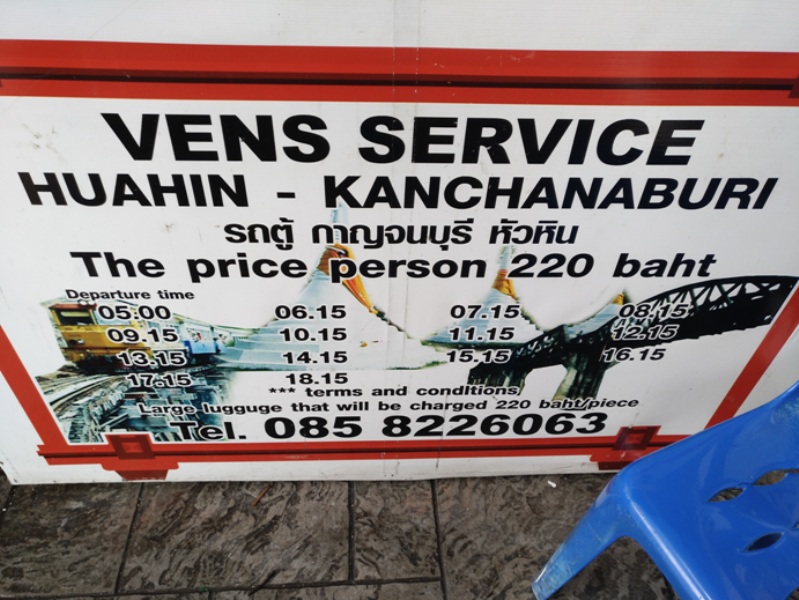 VENS SERVICE
HUAHIN - KANCHANABURI
รถตู้ กาญจนบุรี หัวหิน
The price person 220 baht
Departure time
05.00 06.15 07.15 08.15
09.15 10.15 11.15 12.15
13.15 14.15 15.15 16.15
17.15 18.15
*** terms and conditions
Large lugguge that will be charged 220 baht/piece
Tel. 085 8226063